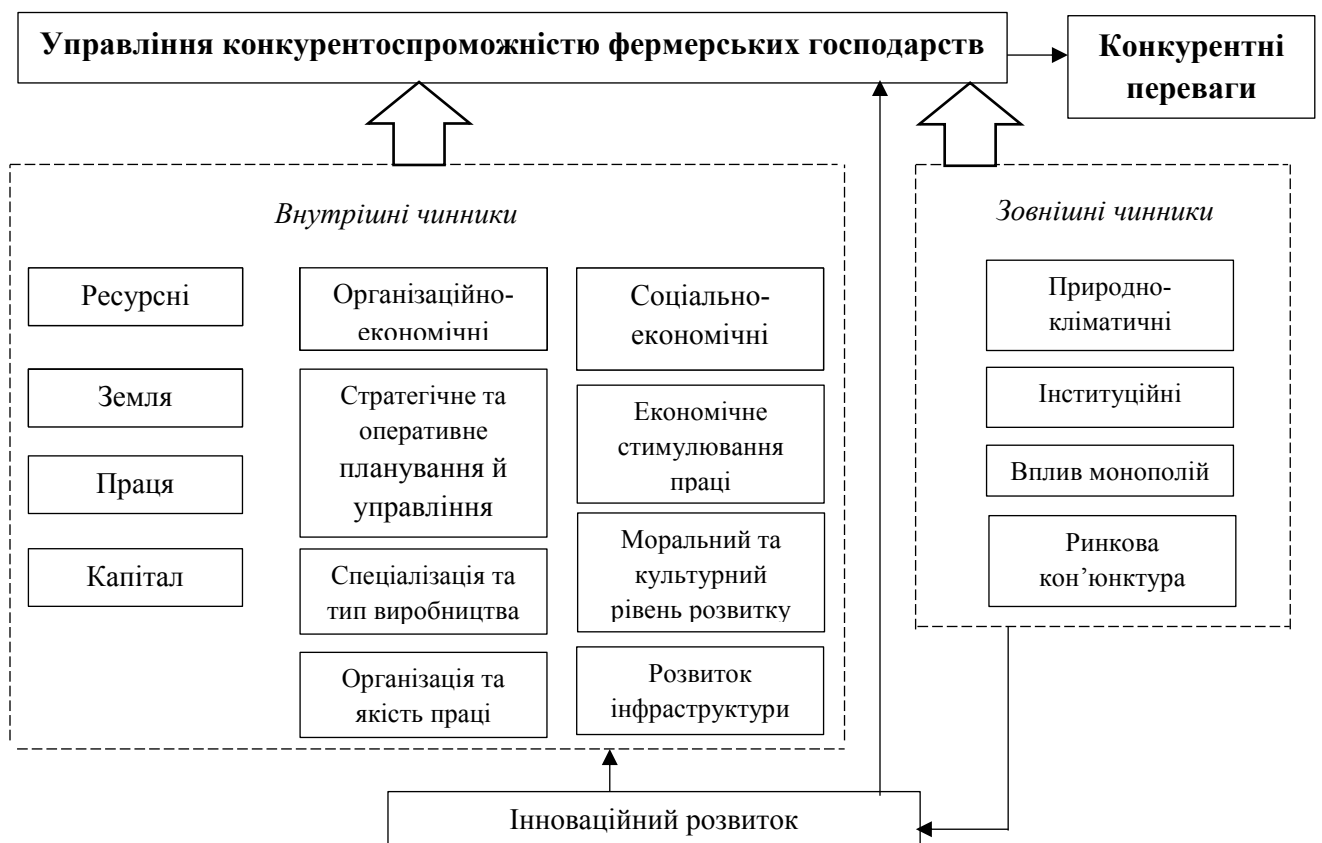 Управління конкурентоспроможністю фермерських господарств
Конкурентні
переваги
Внутрішні чинники
Ресурсні
Земля
Праця
Капітал
Організаційно-
економічні
Стратегічне та
оперативне
планування й
управління
Спеціалізація та
тип виробництва
Організація та
якість праці
Соціально-
економічні
Економічне
стимулювання
праці
Моральний та
культурний
рівень розвитку
Розвиток
інфраструктури
Зовнішні чинники
Природно-
кліматичні
Інституційні
Вплив монополій
Ринкова
кон’юнктура
Інноваційний розвиток